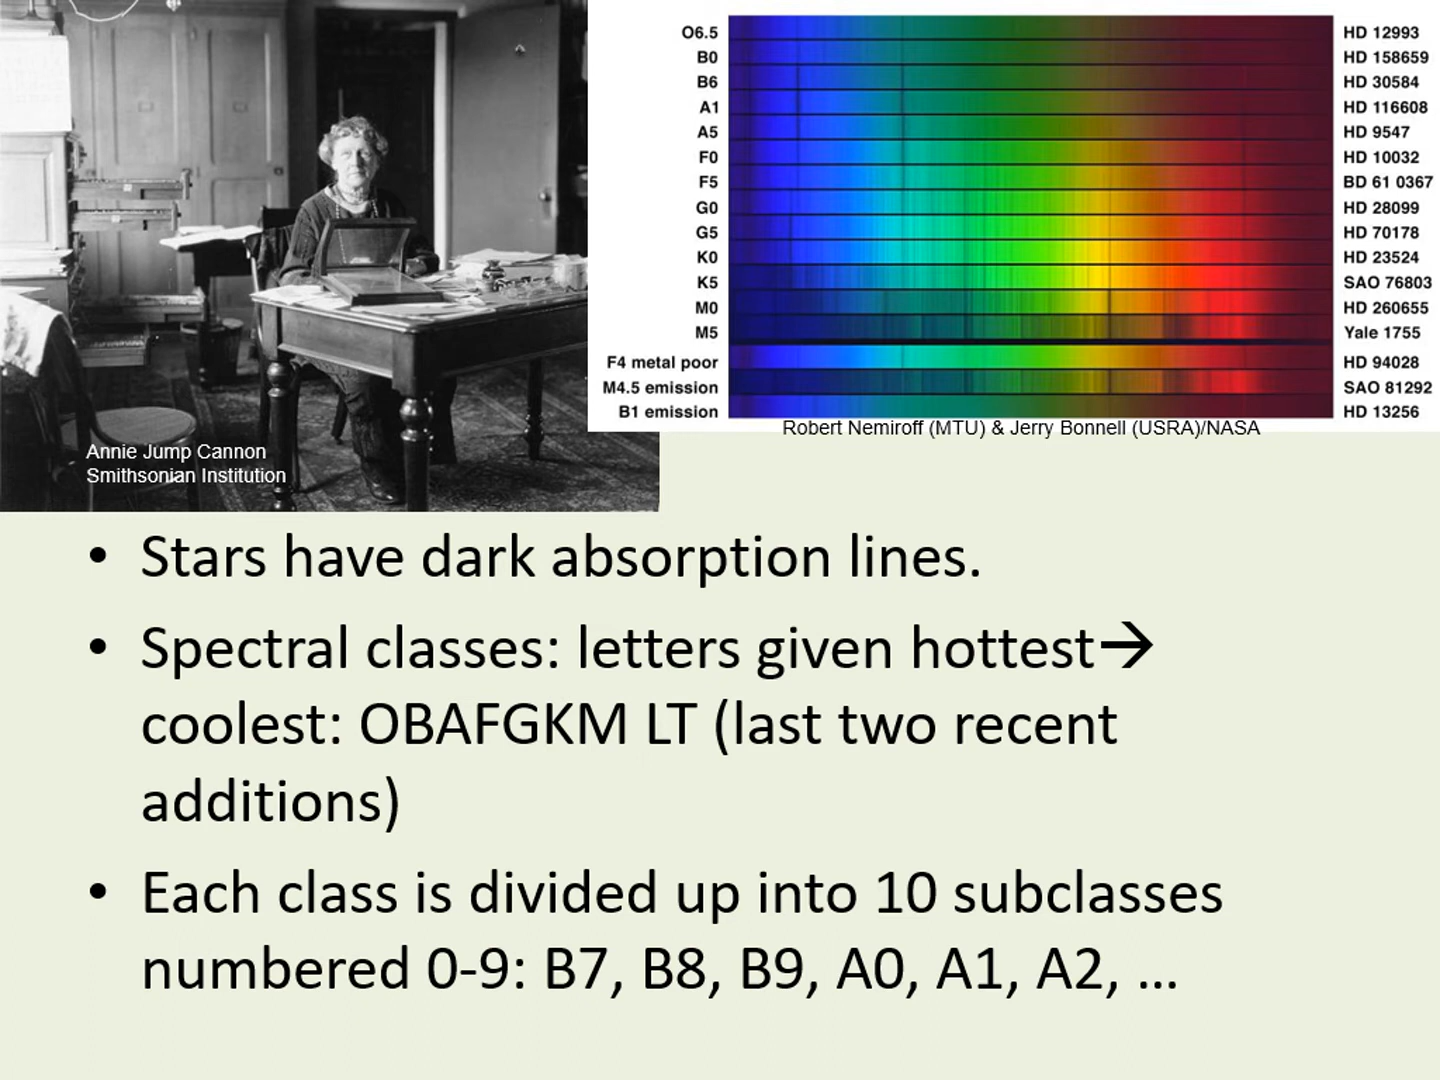 O6.5 HD 12993
B0 HD 158659
B6 HD 30584
A1 HD 116608
A5 HD 9547
F0 HD 10032
F5 BD 61 0367
G0 HD 28099
G5 HD 70178
K0 HD 23524
K5 SAO 76803
M0 HD 260655
M5 Yale 1755
F4 metal poor HD 94028
M4.5 emission SAO 81292
B1 emission HD 13256
Robert Nemiroff (MTU) & Jerry Bonnell (USRA)/NASA
Annie Jump Cannon
Smithsonian Institution
• Stars have dark absorption lines.
• Spectral classes: letters given hottest→
coolest: OBAFGKM LT (last two recent
additions)
• Each class is divided up into 10 subclasses
numbered 0-9: B7, B8, B9, A0, A1, A2, …